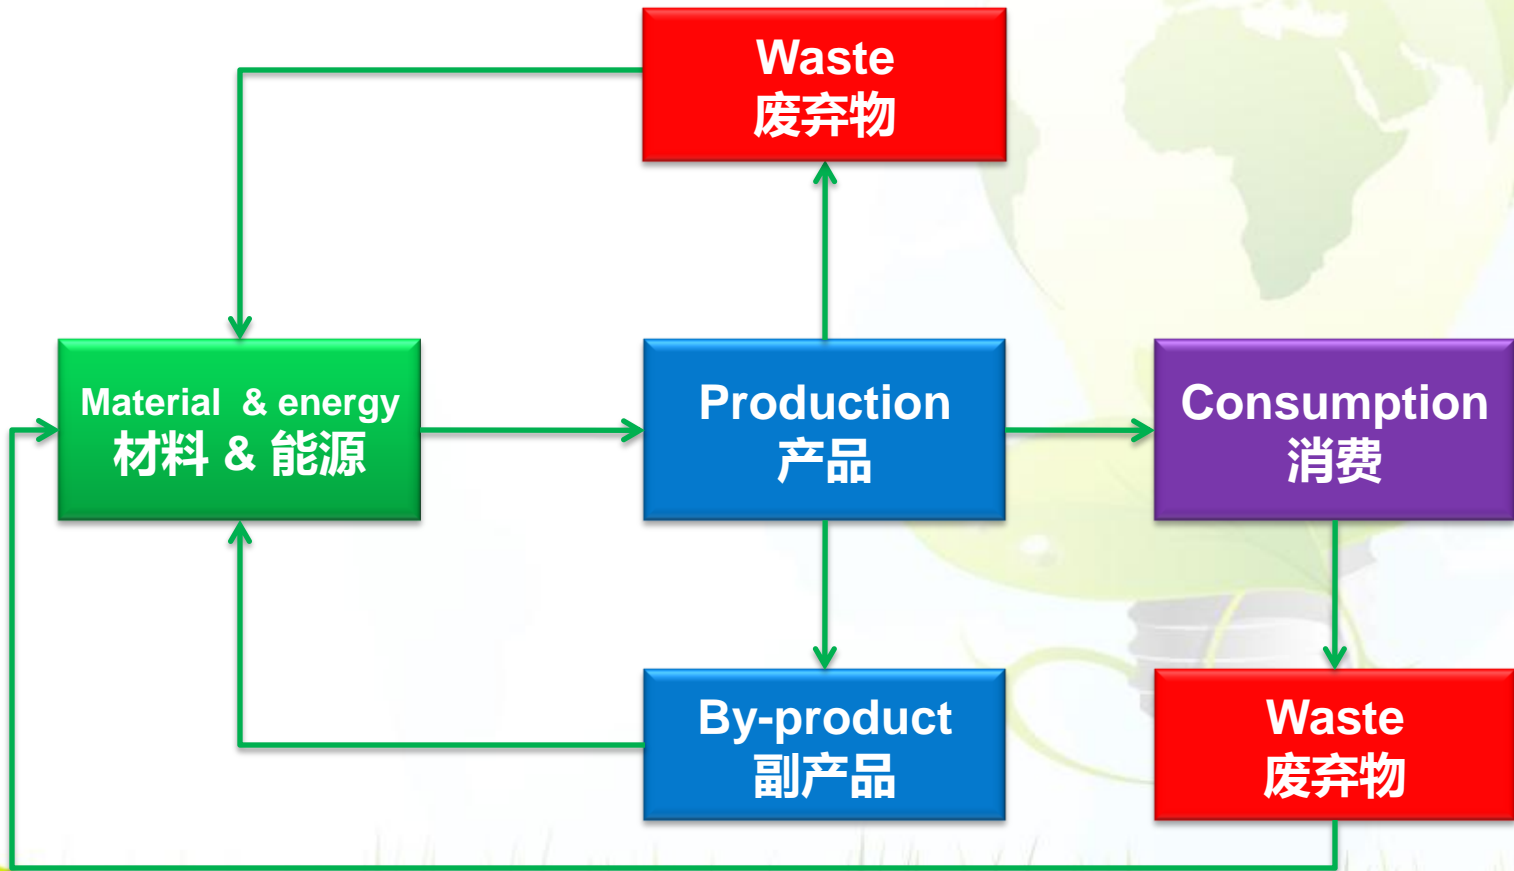 Waste
废弃物
Material & energy
材料 & 能源
Production
产品
Consumption
消费
By-product
副产品
Waste
废弃物